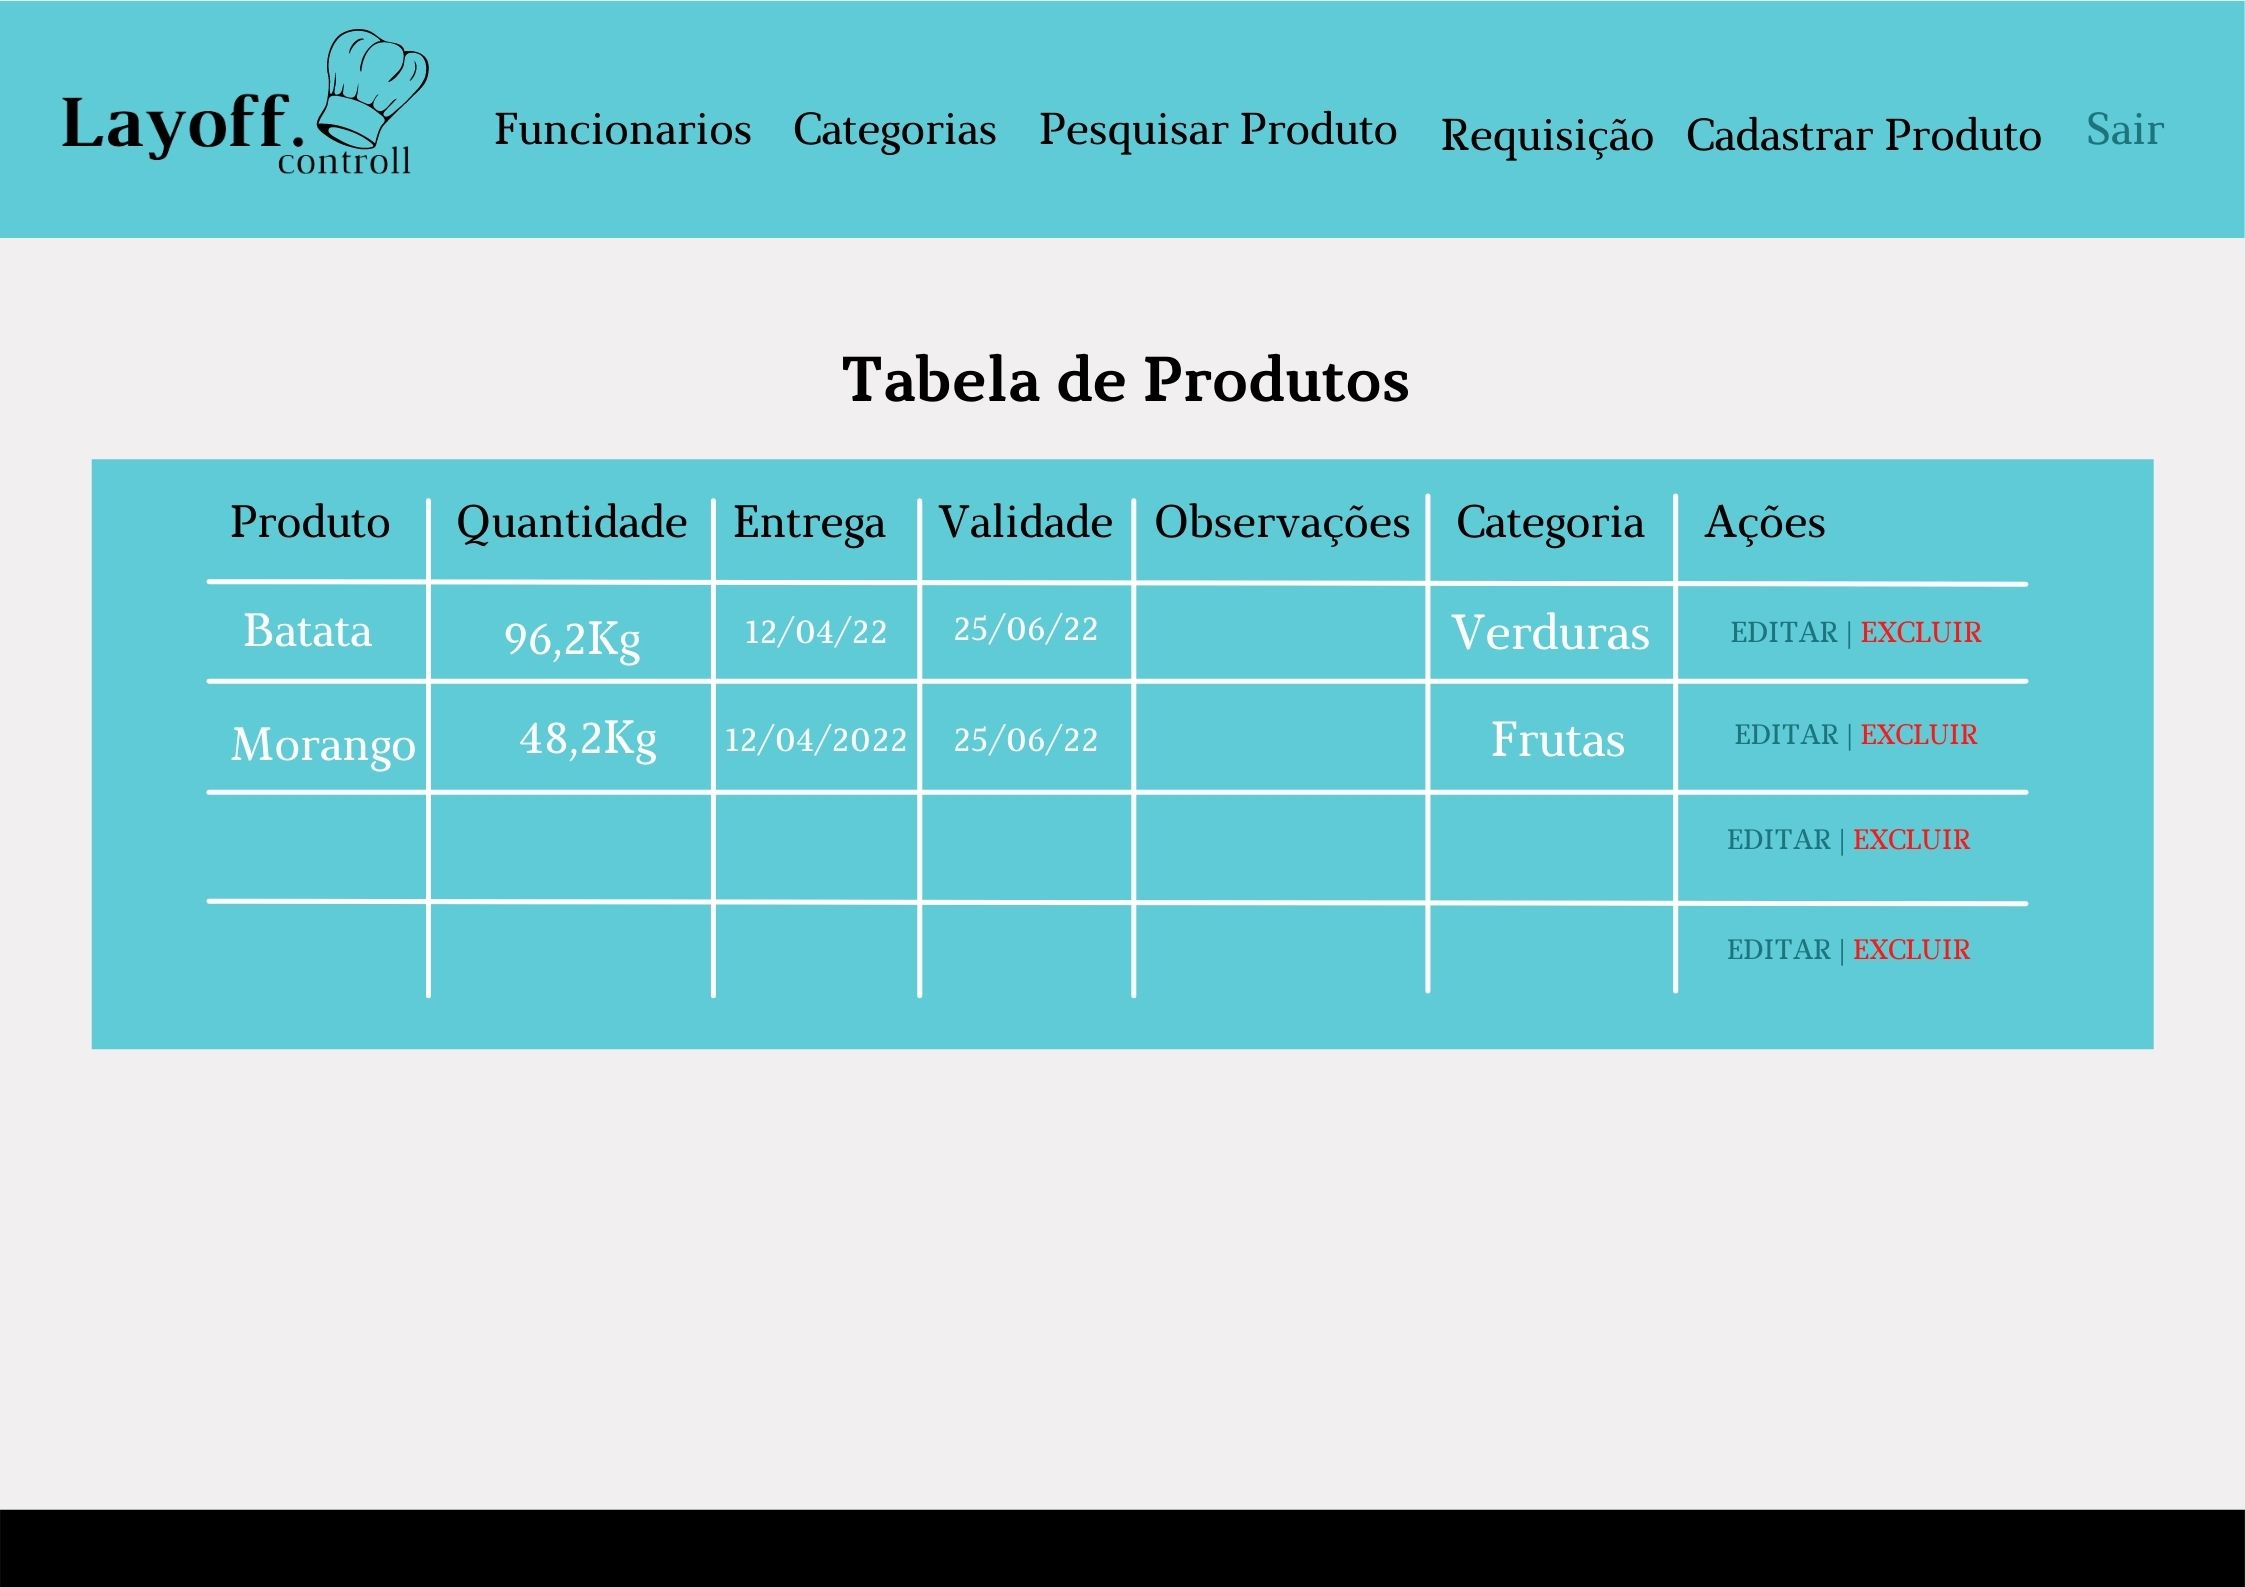 Layoff.
controll
Funcionarios Categorias Pesquisar Produto Requisição Cadastrar Produto Sair
Tabela de Produtos
Produto Quantidade Entrega Validade Observações Categoria Ações
Batata 96,2Kg 12/04/22 25/06/22 Verduras EDITAR | EXCLUIR
Morango 48,2Kg 12/04/2022 25/06/22 Frutas EDITAR | EXCLUIR
EDITAR | EXCLUIR
EDITAR | EXCLUIR